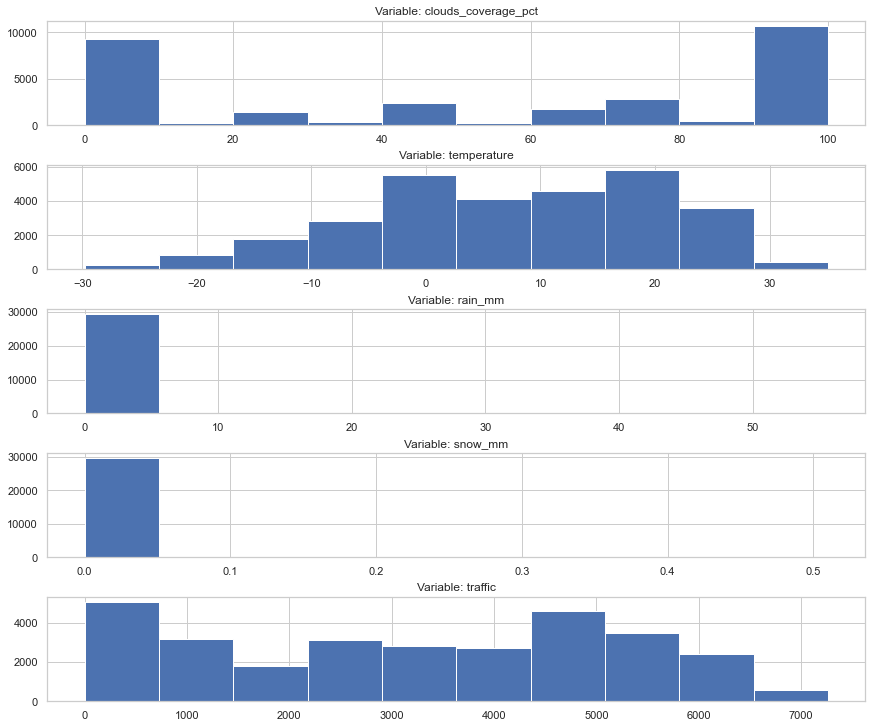 Variable: clouds_coverage_pct
10000
5000
0
0 20 40 60 80 100
Variable: temperature
6000
4000
2000
0
−30 −20 −10 0 10 20 30
Variable: rain_mm
30000
20000
10000
0
0 10 20 30 40 50
Variable: snow_mm
30000
20000
10000
0
0.0 0.1 0.2 0.3 0.4 0.5
Variable: traffic
4000
2000
0
0 1000 2000 3000 4000 5000 6000 7000